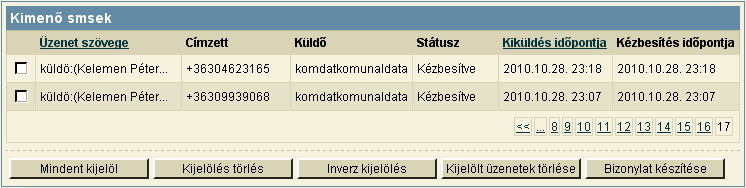 Kimenő smsek
Üzenet szövege Címzett Küldő Státusz Kiküldés időpontja Kézbesítés időpontja
küldö:(Kelemen Péter... +36304623165 komdatkomunaldata Kézbesítve 2010.10.28. 23:18 2010.10.28. 23:18
küldö:(Kelemen Péter... +36309939068 komdatkomunaldata Kézbesítve 2010.10.28. 23:07 2010.10.28. 23:07
<< ... 8 9 10 11 12 13 14 15 16 17
Mindent kijelöl Kijelölés törlés Inverz kijelölés Kijelölt üzenetek törlése Bizonylat készítése